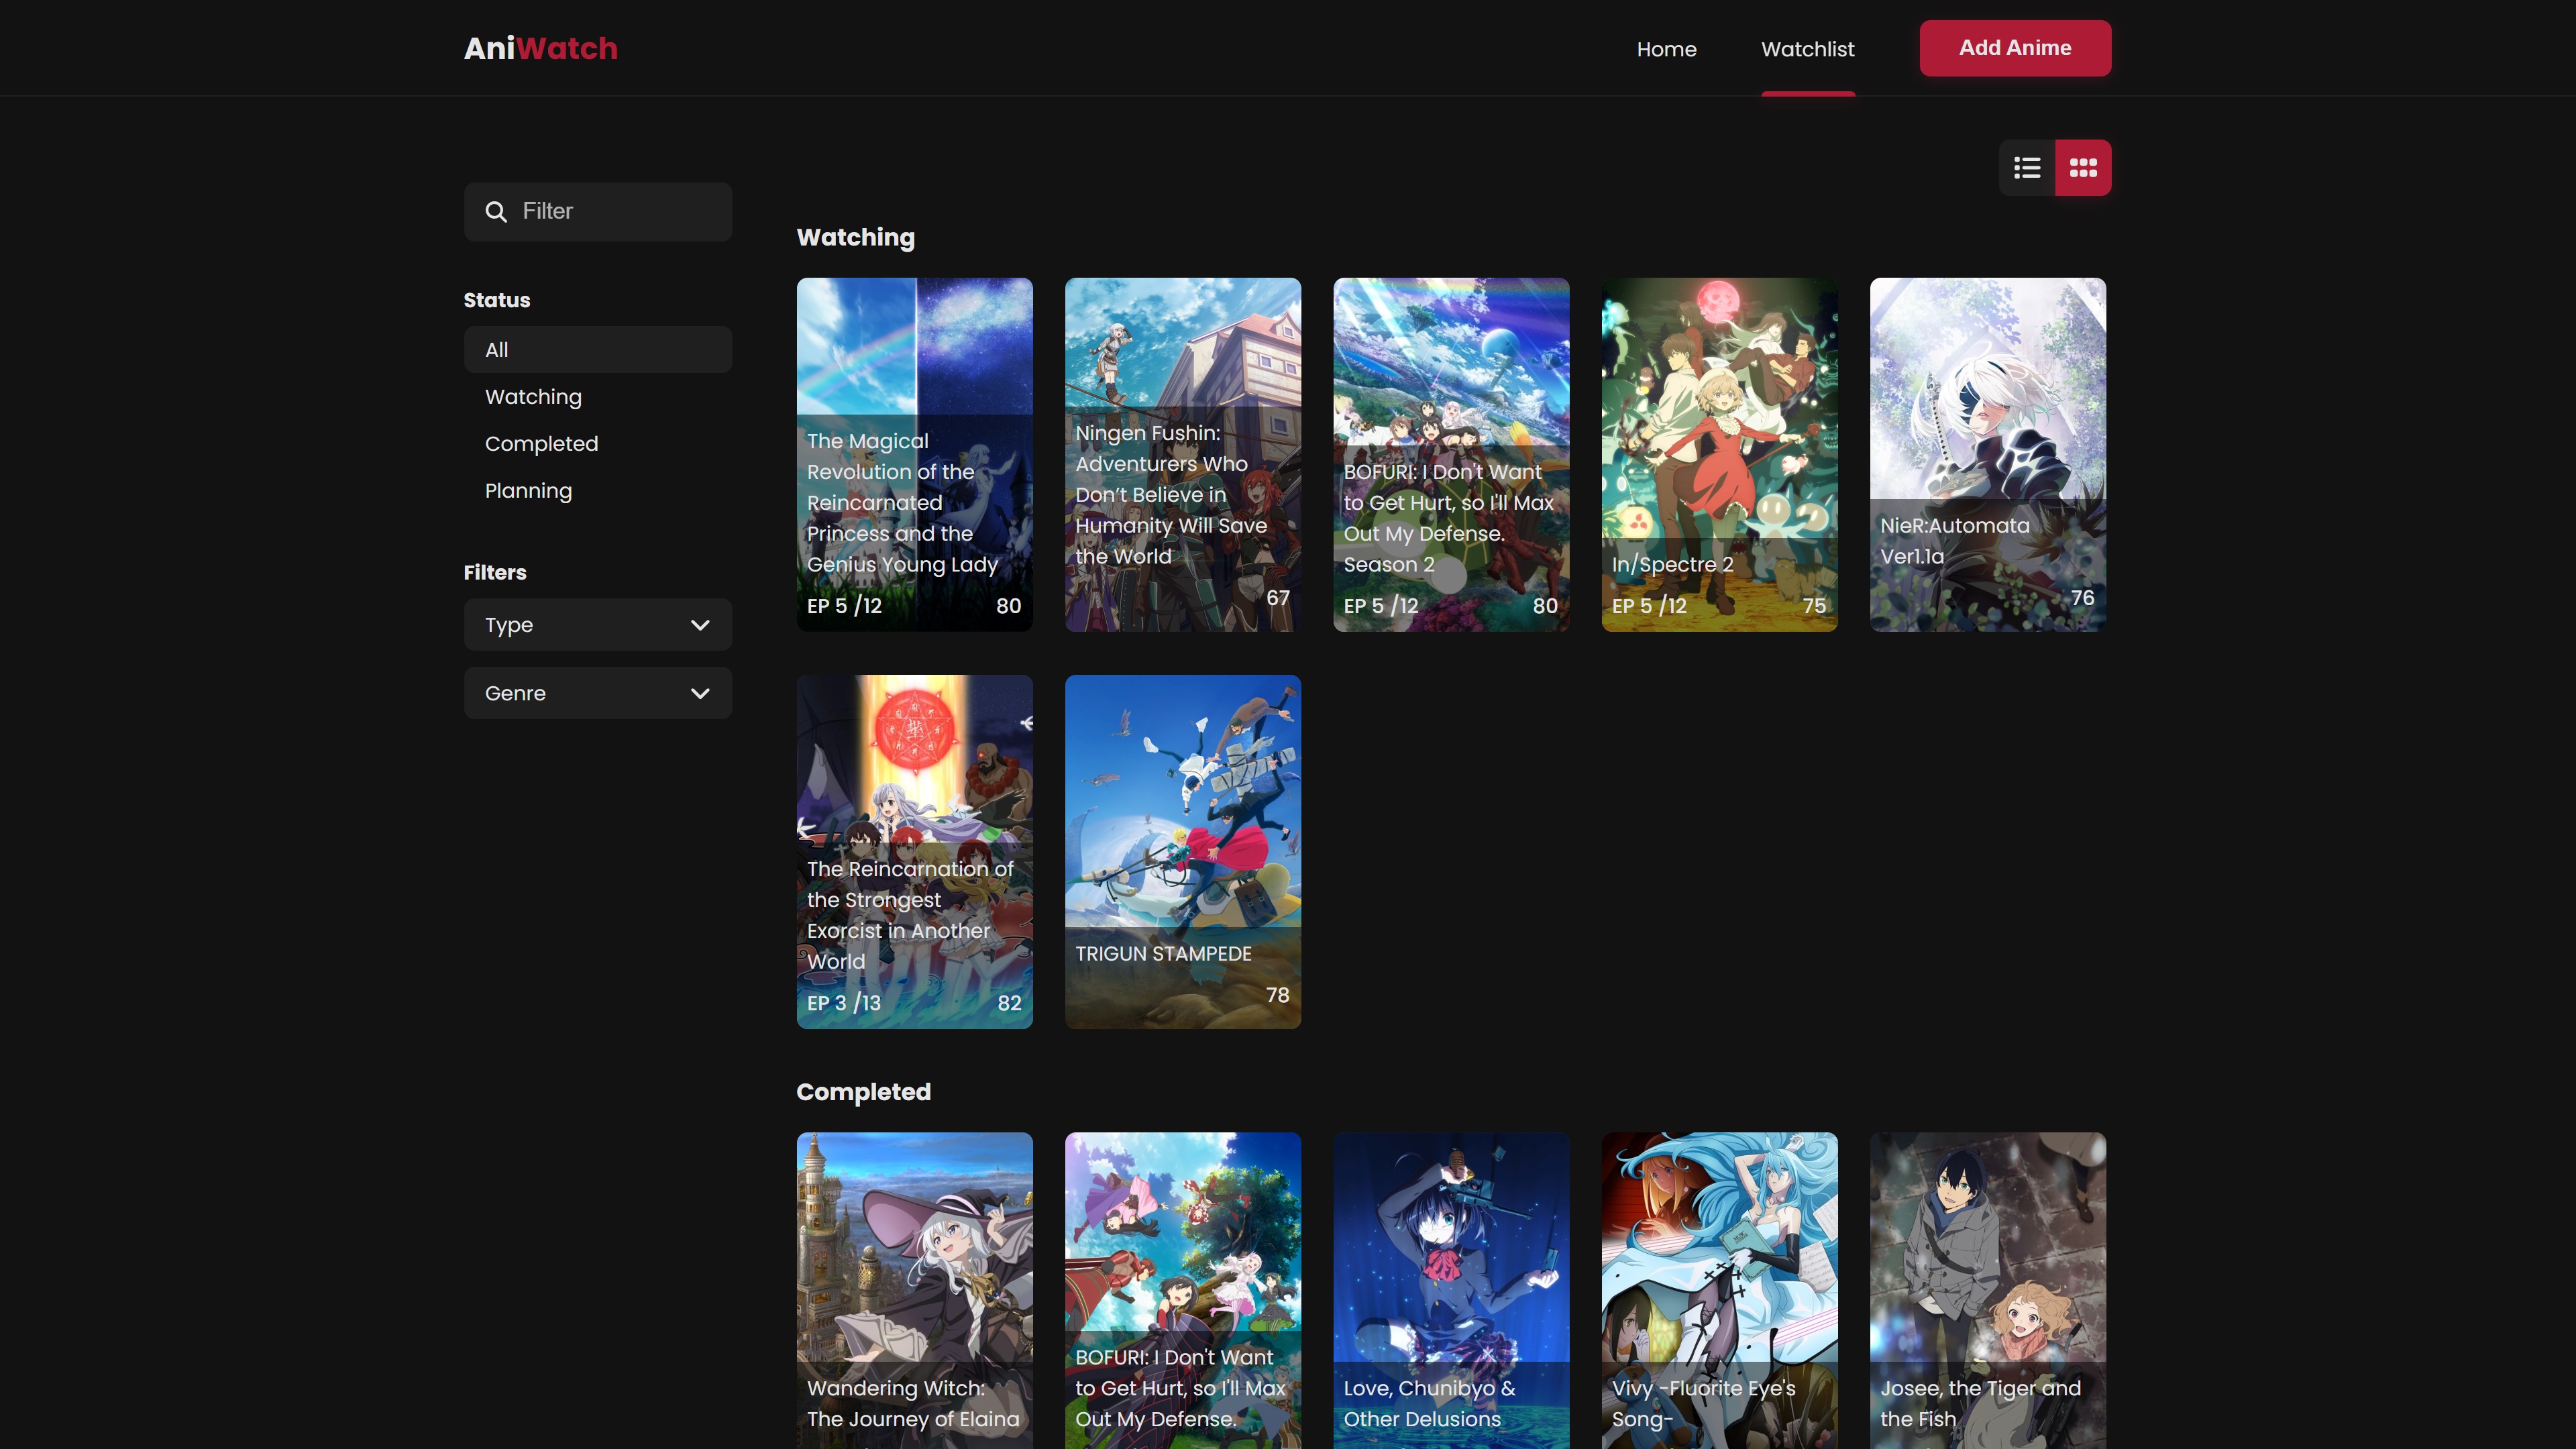 AniWatch
Home
Watchlist
Add Anime
Filter
Status
All
Watching
Completed
Planning
Filters
Type
Genre
Watching
The Magical
Revolution of the
Reincarnated
Princess and the
Genius Young Lady
EP 5 /12
80
Ningen Fushin:
Adventurers Who
Don’t Believe in
Humanity Will Save
the World
67
BOFURI: I Don't Want
to Get Hurt, so I'll Max
Out My Defense.
Season 2
EP 5 /12
80
In/Spectre 2
EP 5 /12
75
NieR:Automata
Ver1.1a
76
The Reincarnation of
the Strongest
Exorcist in Another
World
EP 3 /13
82
TRIGUN STAMPEDE
78
Completed
Wandering Witch:
The Journey of Elaina
BOFURI: I Don't Want
to Get Hurt, so I'll Max
Out My Defense.
Love, Chunibyo &
Other Delusions
Vivy -Fluorite Eye's
Song-
Josee, the Tiger and
the Fish